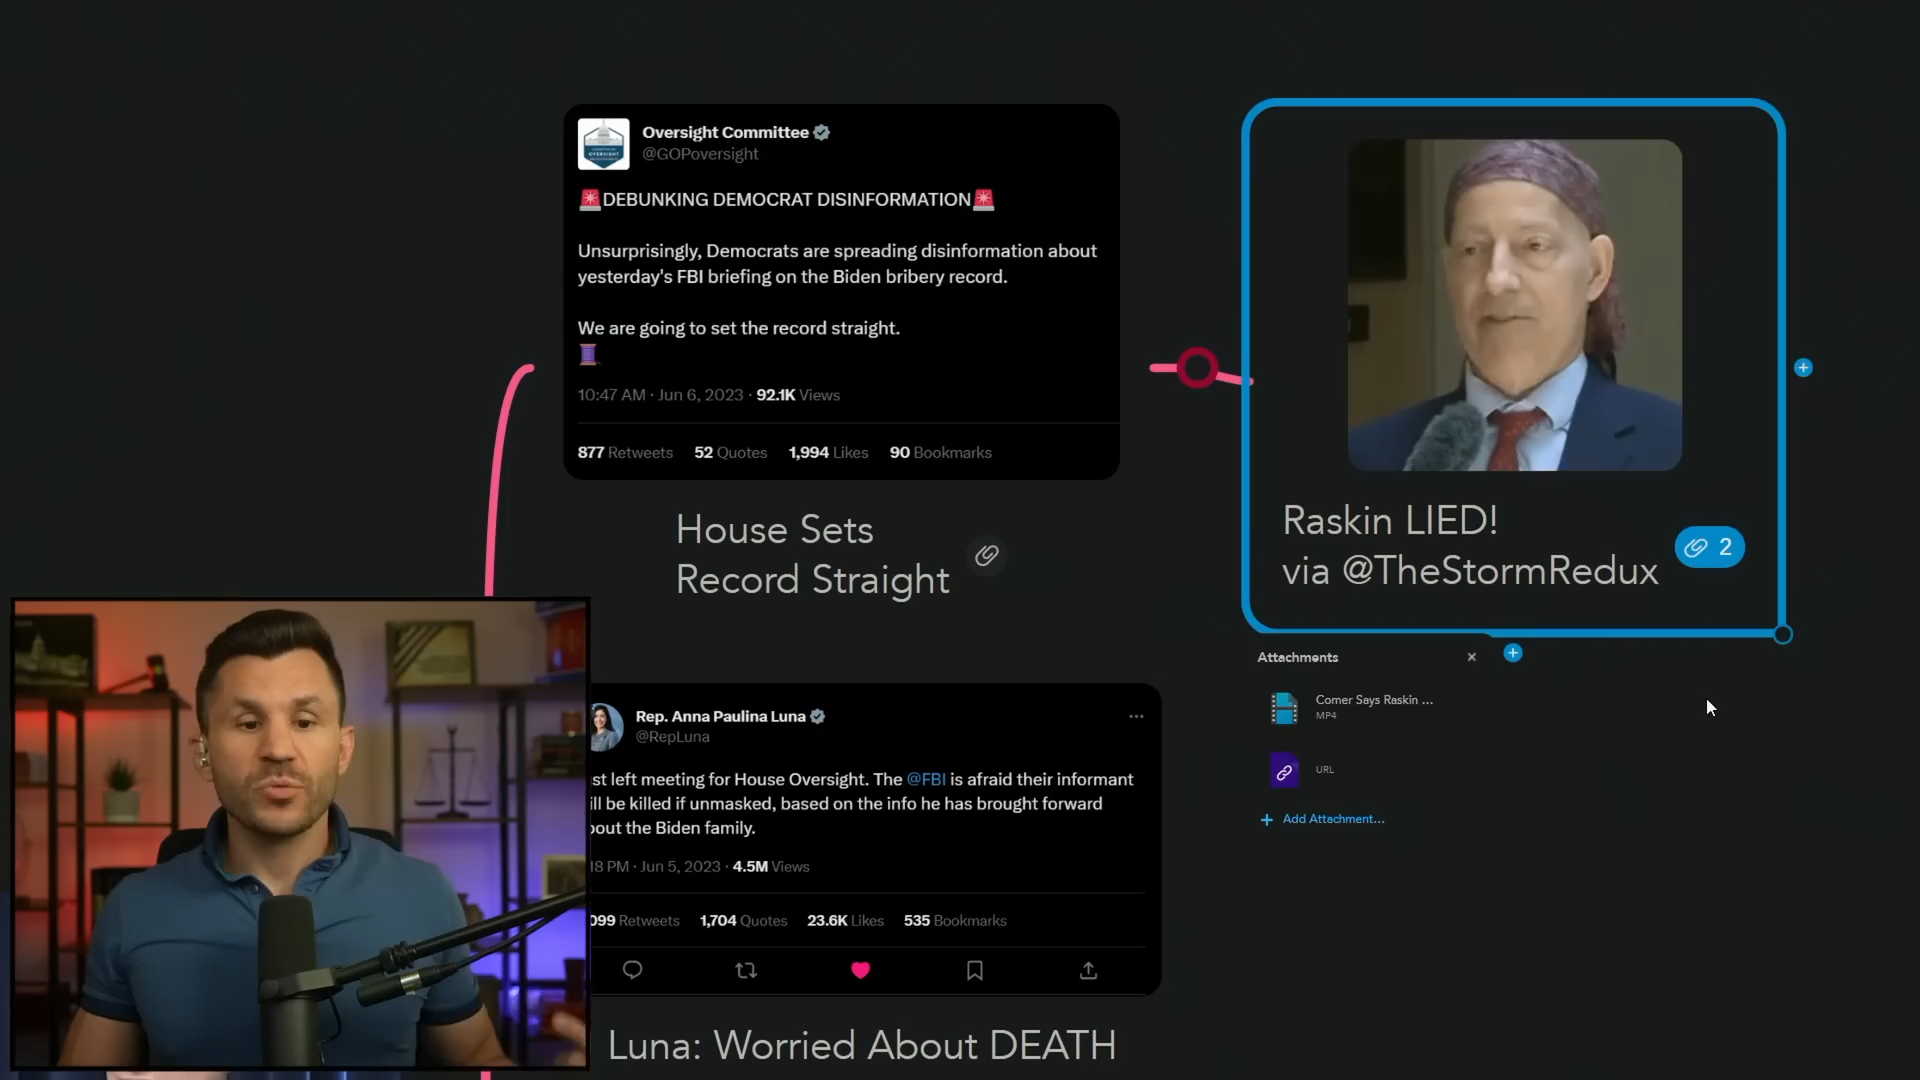 Oversight Committee
@GOPoversight
🚨DEBUNKING DEMOCRAT DISINFORMATION🚨
Unsurprisingly, Democrats are spreading disinformation about
yesterday's FBI briefing on the Biden bribery record.
We are going to set the record straight.
🧵
10:47 AM · Jun 6, 2023 · 92.1K Views
877 Retweets 52 Quotes 1,994 Likes 90 Bookmarks
House Sets
Record Straight
Raskin LIED!
via @TheStormRedux
2
Attachments
Comer Says Raskin ...
MP4
URL
Add Attachment...
Rep. Anna Paulina Luna
@RepLuna
st left meeting for House Oversight. The @FBI is afraid their informant
ill be killed if unmasked, based on the info he has brought forward
out the Biden family.
18 PM · Jun 5, 2023 · 4.5M Views
099 Retweets 1,704 Quotes 23.6K Likes 535 Bookmarks
Luna: Worried About DEATH